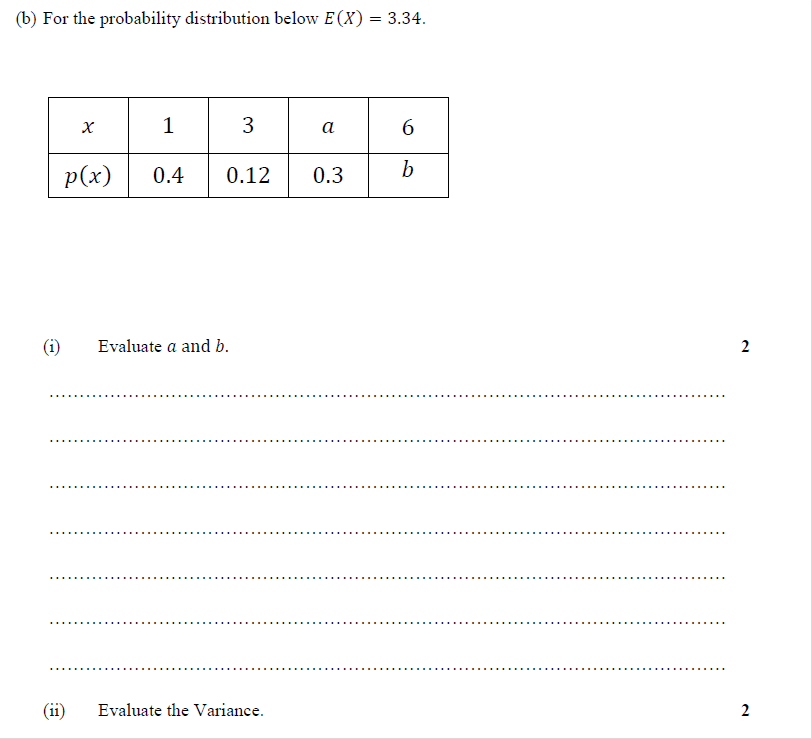 (b) For the probability distribution below E(X) = 3.34.
x 1 3 a 6
p(x) 0.4 0.12 0.3 b
(i) Evaluate a and b. 2
(ii) Evaluate the Variance. 2